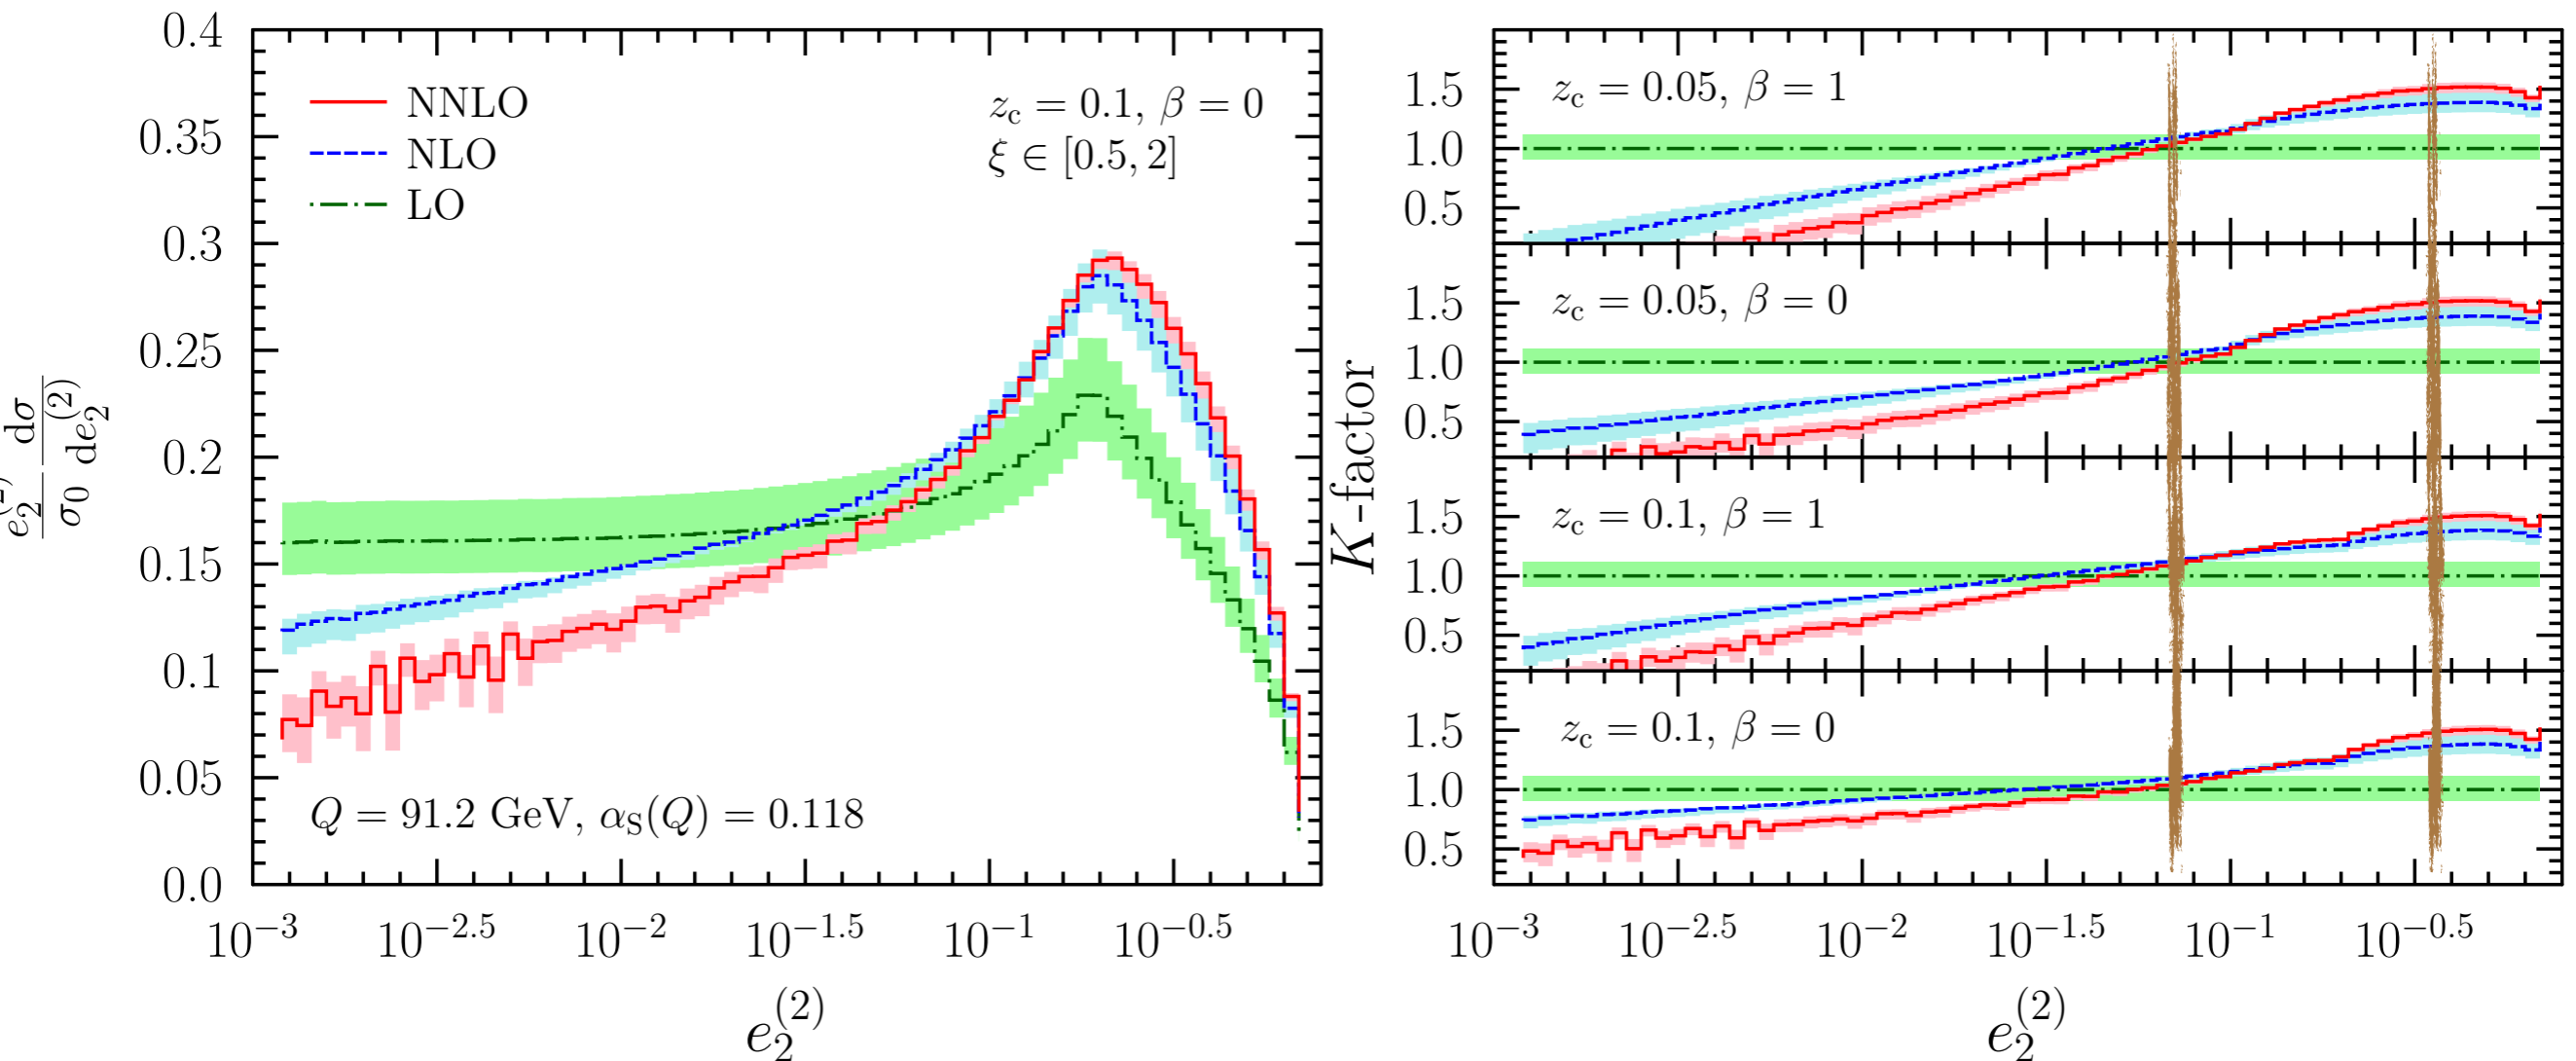 0.4
0.35
0.3
0.25
0.2
0.15
0.1
0.05
0.0
NNLO
NLO
LO
z_c = 0.1, β = 0
ξ ∈ [0.5, 2]
Q = 91.2 GeV, α_S(Q) = 0.118
e_2^(2)/σ_0 dσ/de_2^(2)
10^−3 10^−2.5 10^−2 10^−1.5 10^−1 10^−0.5
e_2^(2)
K-factor
z_c = 0.05, β = 1
1.5
1.0
0.5
z_c = 0.05, β = 0
1.5
1.0
0.5
z_c = 0.1, β = 1
1.5
1.0
0.5
z_c = 0.1, β = 0
1.5
1.0
0.5
10^−3 10^−2.5 10^−2 10^−1.5 10^−1 10^−0.5
e_2^(2)